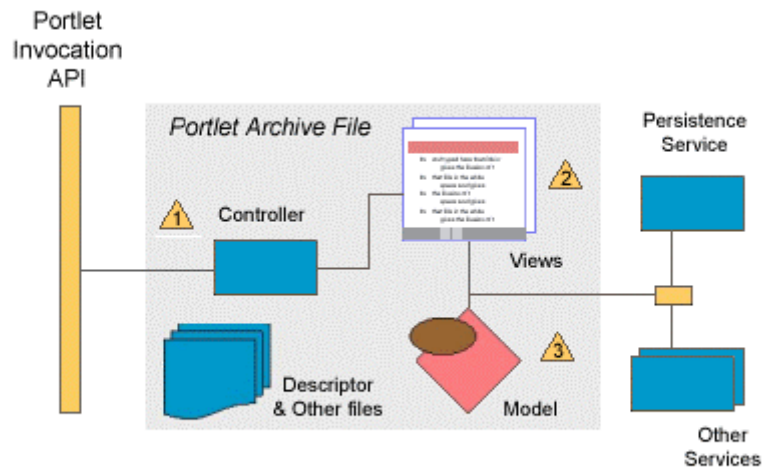 Portlet
Invocation
API
Portlet Archive File
Persistence
Service
1
Controller
2
Views
3
Descriptor
& Other files
Model
Other
Services